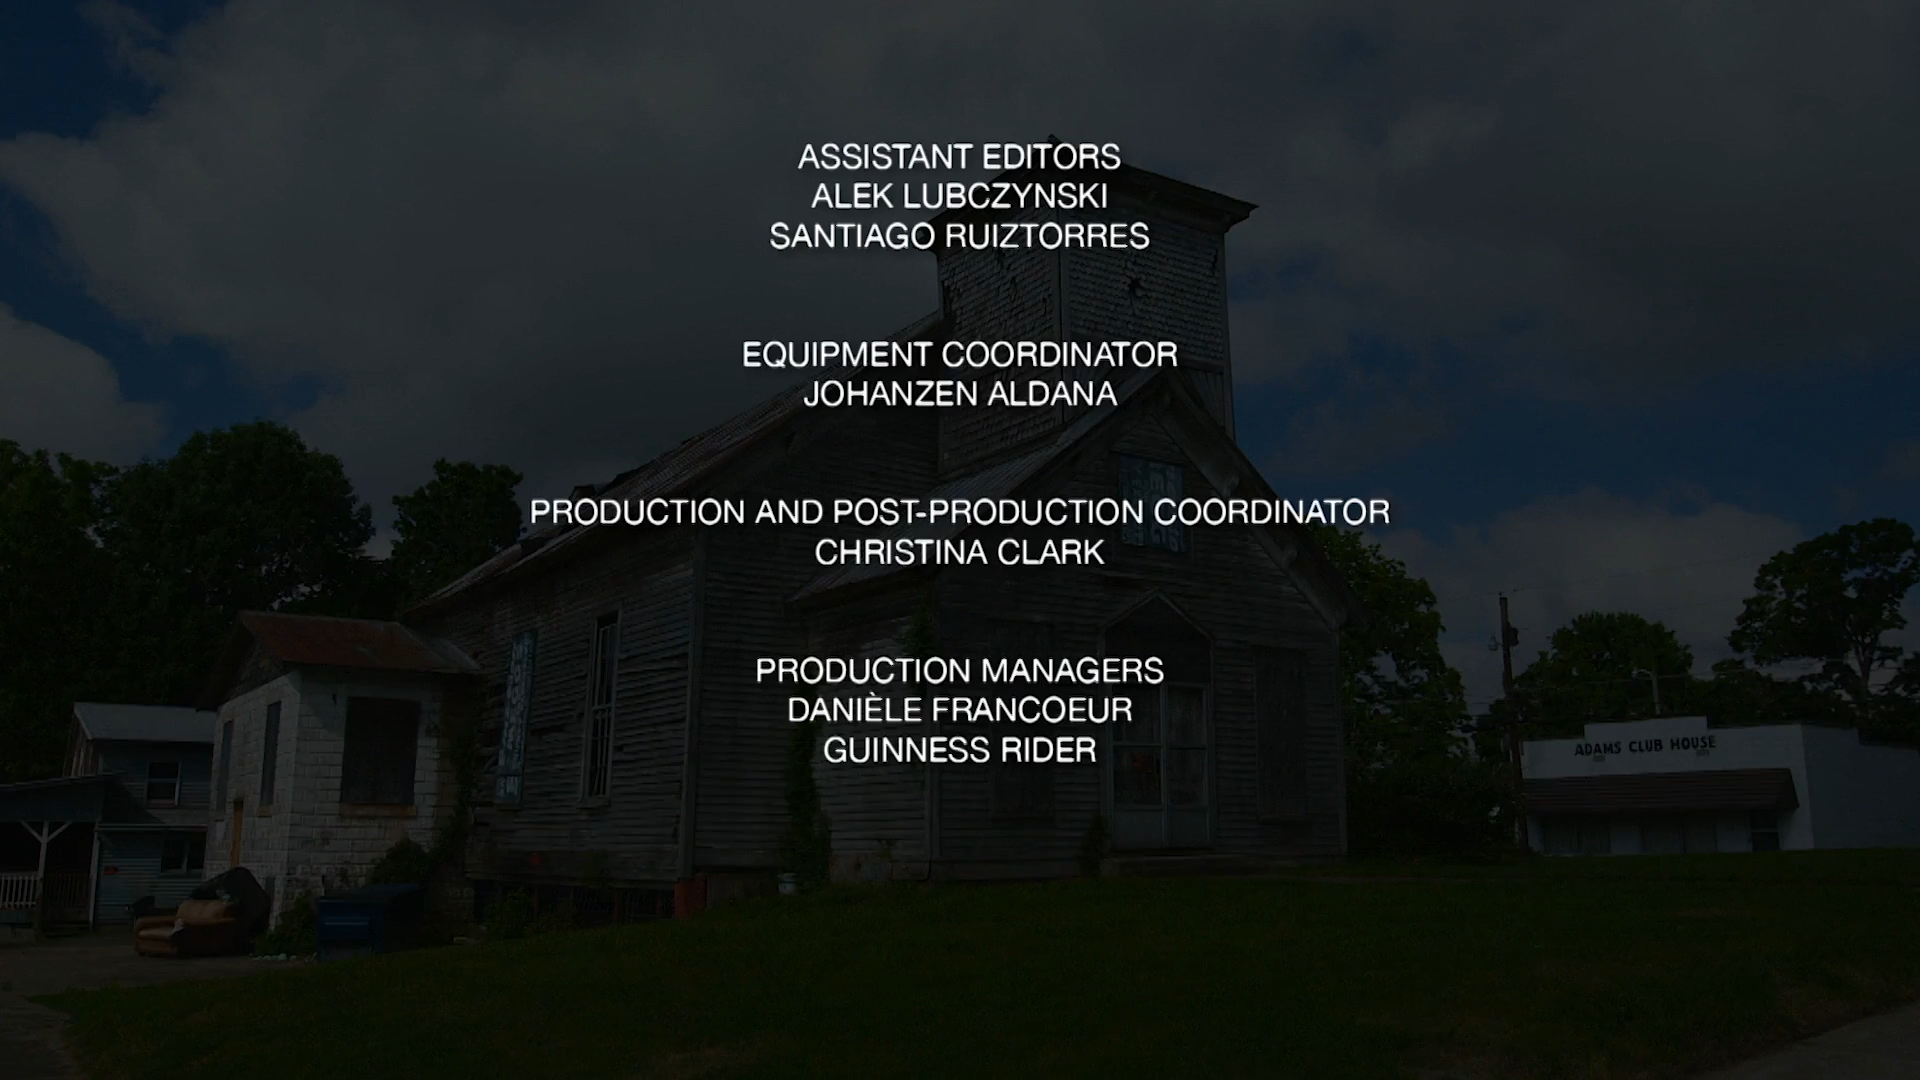 ASSISTANT EDITORS
ALEK LUBCZYNSKI
SANTIAGO RUIZTORRES
EQUIPMENT COORDINATOR
JOHANZEN ALDANA
PRODUCTION AND POST-PRODUCTION COORDINATOR
CHRISTINA CLARK
PRODUCTION MANAGERS
DANIÈLE FRANCOEUR
GUINNESS RIDER
ADAMS CLUB HOUSE